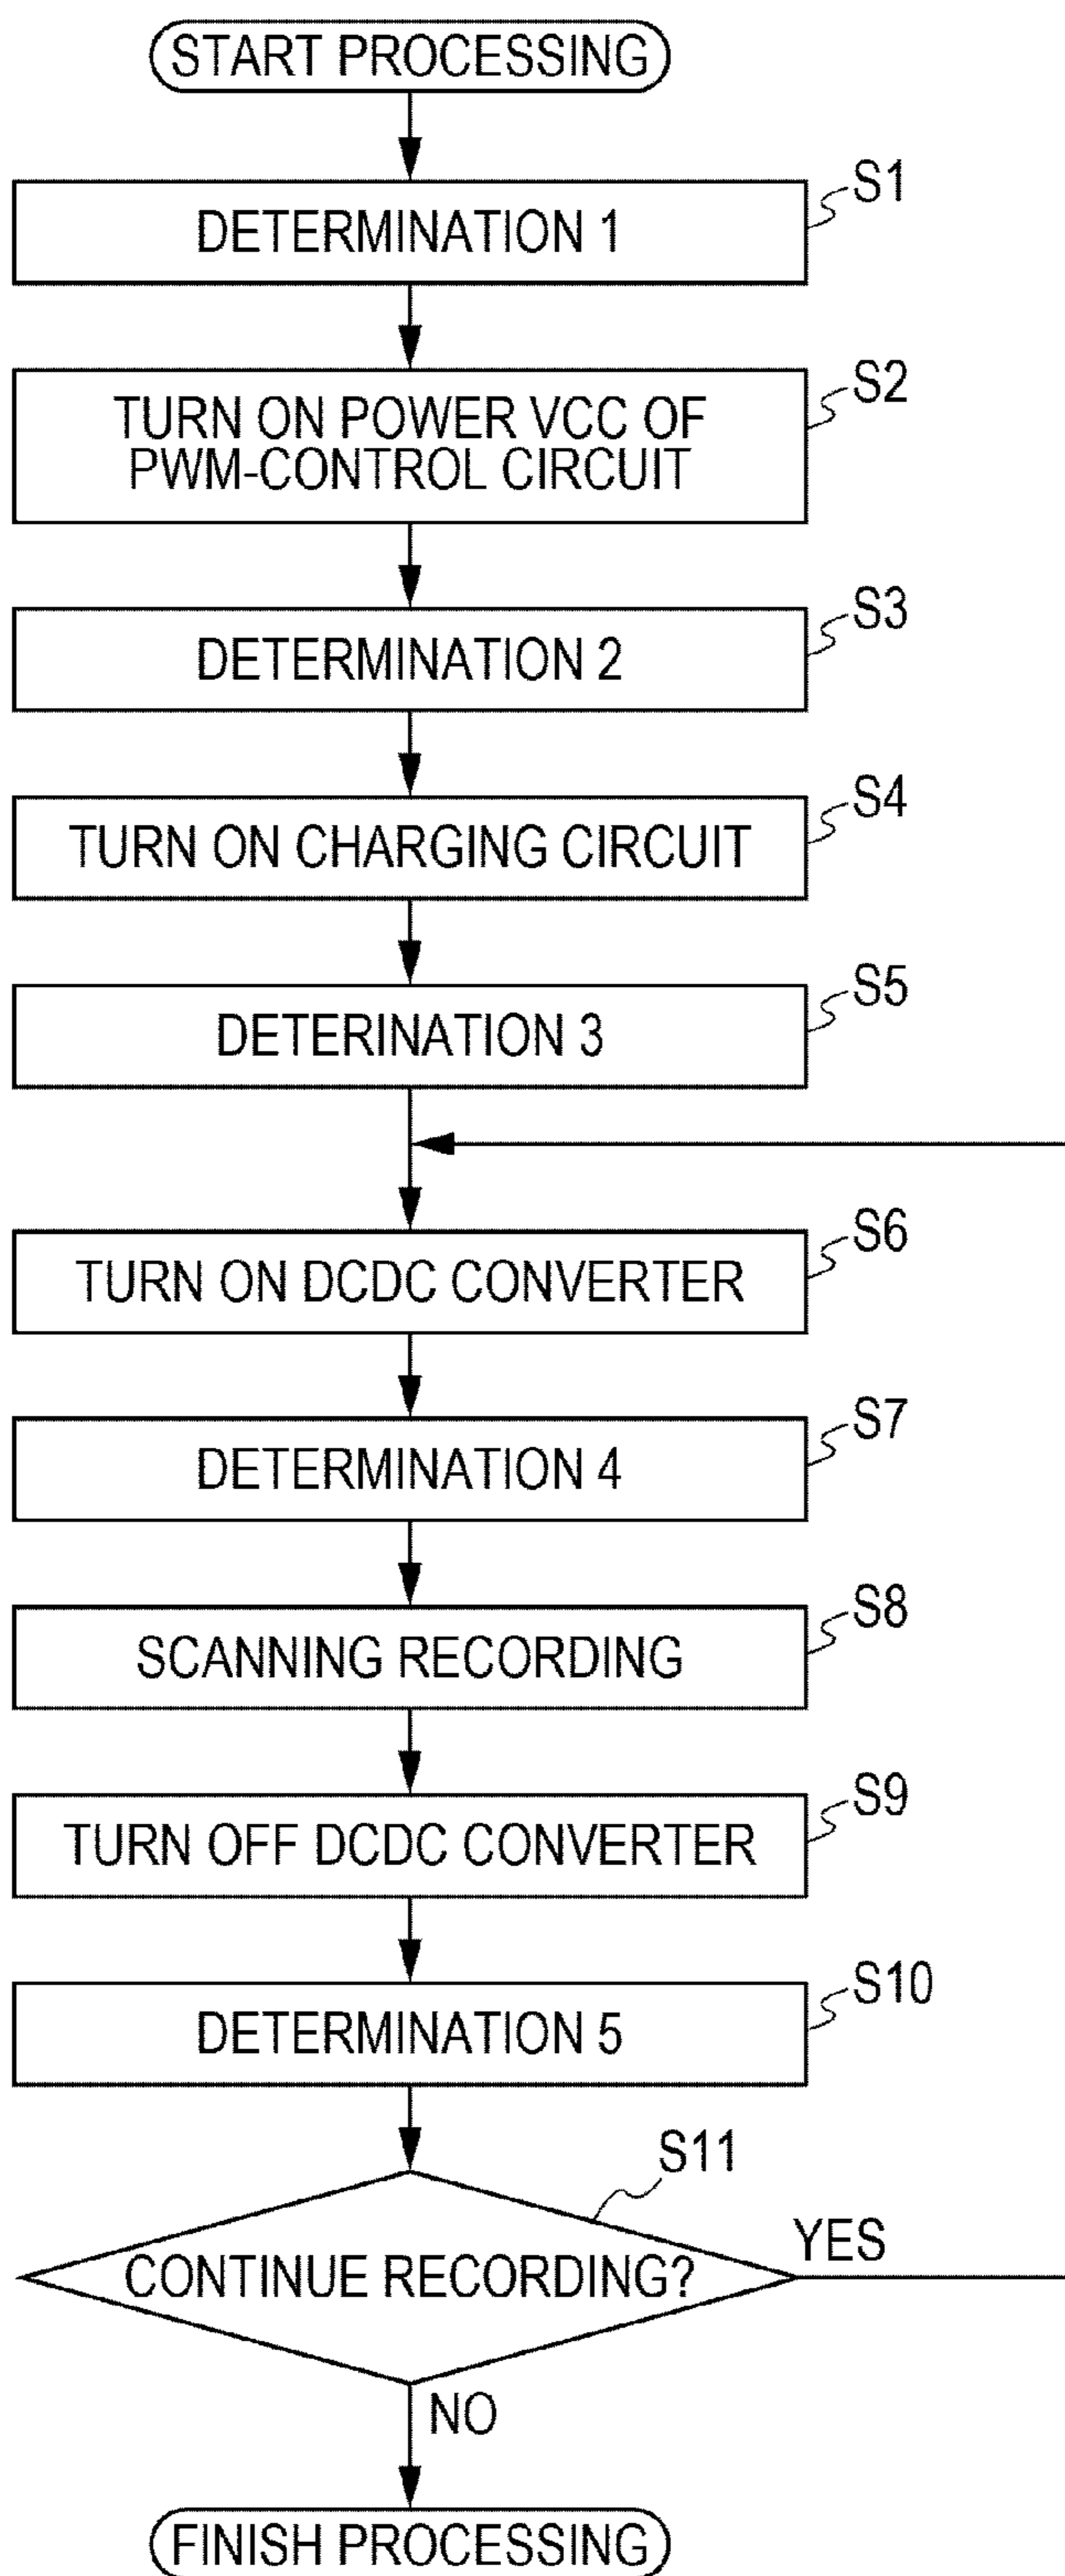 START PROCESSING
S1
DETERMINATION 1
S2
TURN ON POWER VCC OF
PWM-CONTROL CIRCUIT
S3
DETERMINATION 2
S4
TURN ON CHARGING CIRCUIT
S5
DETERINATION 3
S6
TURN ON DCDC CONVERTER
S7
DETERMINATION 4
S8
SCANNING RECORDING
S9
TURN OFF DCDC CONVERTER
S10
DETERMINATION 5
S11
CONTINUE RECORDING?
YES
NO
FINISH PROCESSING